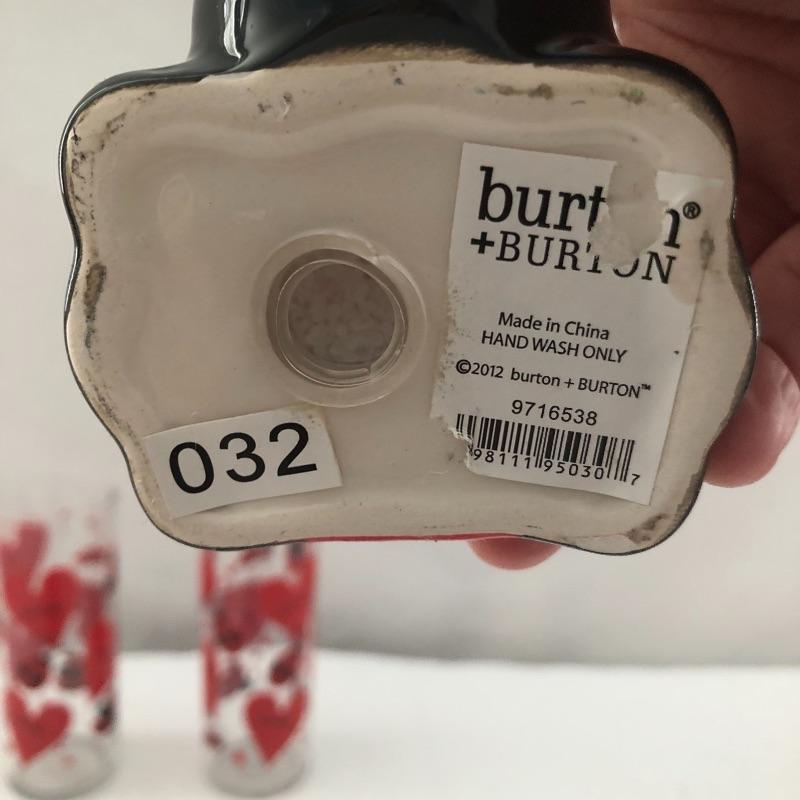 +BURTON
Made in China
HAND WASH ONLY
©2012 burton + BURTON™
9716538
98111 95030 7
032